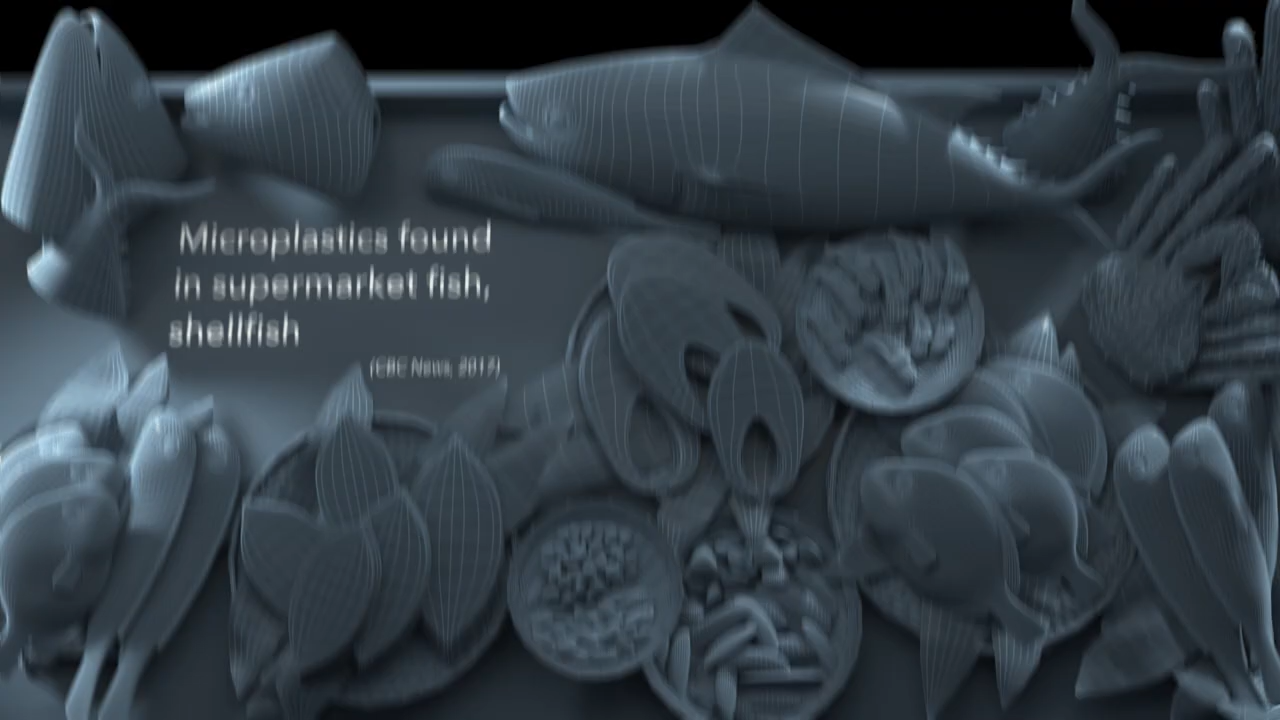 Microplastics found
in supermarket fish,
shellfish
(CBC News, 2017)